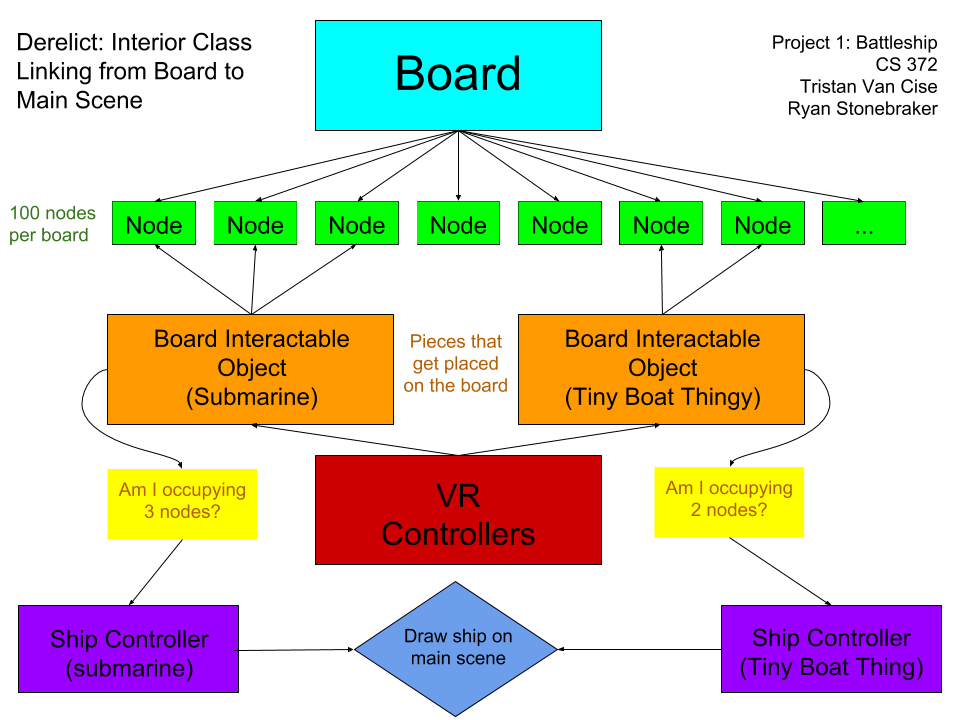 Derelict: Interior Class
Linking from Board to
Main Scene
Board
Project 1: Battleship
CS 372
Tristan Van Cise
Ryan Stonebraker
100 nodes
per board
Node
Node
Node
Node
Node
Node
Node
...
Board Interactable
Object
(Submarine)
Pieces that
get placed
on the board
Board Interactable
Object
(Tiny Boat Thingy)
Am I occupying
3 nodes?
VR
Controllers
Am I occupying
2 nodes?
Ship Controller
(submarine)
Draw ship on
main scene
Ship Controller
(Tiny Boat Thing)